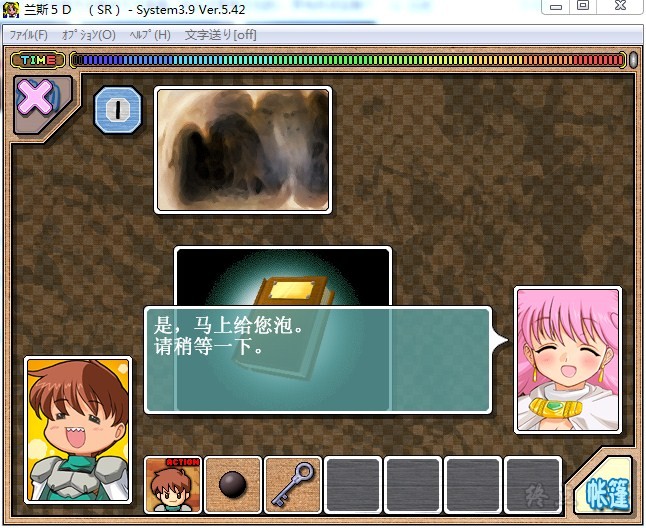 兰斯５Ｄ　（ＳＲ） - System3.9 Ver.5.42
ﾌｧｲﾙ(F) ｵﾌﾟｼｮﾝ(O) ﾍﾙﾌﾟ(H) 文字送り[off]
TIME
1
是，马上给您泡。
请稍等一下。
ACTION
帐篷